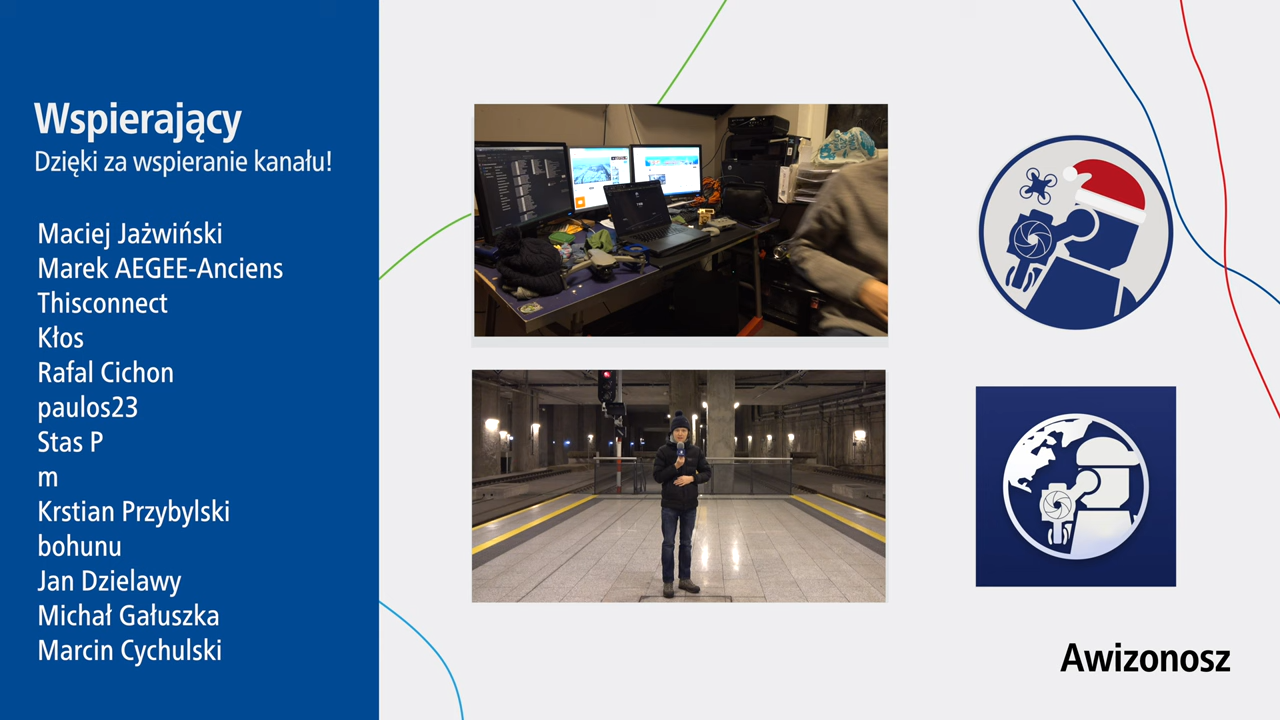 Wspierający
Dzięki za wspieranie kanału!
Maciej Jażwiński
Marek AEGEE-Anciens
Thisconnect
Kłos
Rafal Cichon
paulos23
Stas P
m
Krstian Przybylski
bohunu
Jan Dzielawy
Michał Gałuszka
Marcin Cychulski
Awizonosz